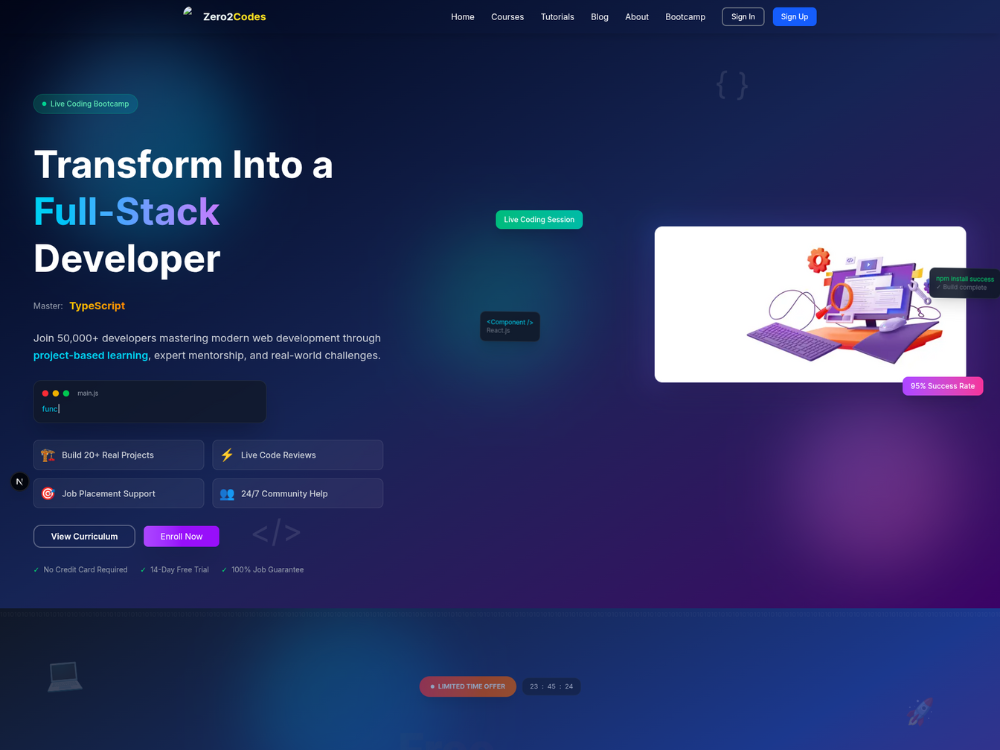 Zero2Codes
Home Courses Tutorials Blog About Bootcamp Sign In Sign Up
{ }
Live Coding Bootcamp
Transform Into a
Full-Stack
Developer
Live Coding Session
npm install success
✓ Build complete
Master: TypeScript
<Component />
React.js
Join 50,000+ developers mastering modern web development through
project-based learning, expert mentorship, and real-world challenges.
95% Success Rate
main.js
func|
Build 20+ Real Projects
Live Code Reviews
N
Job Placement Support
24/7 Community Help
View Curriculum
Enroll Now
</>
✓ No Credit Card Required ✓ 14-Day Free Trial ✓ 100% Job Guarantee
LIMITED TIME OFFER
23 : 45 : 24